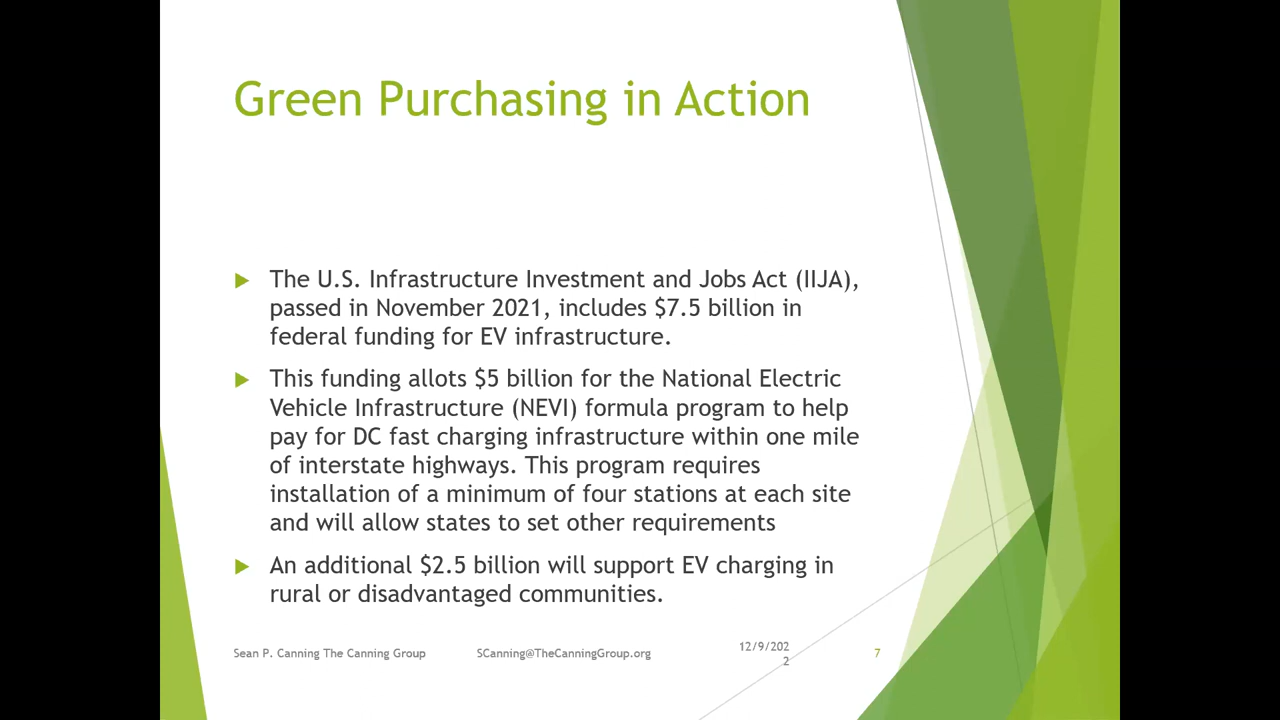 Green Purchasing in Action
The U.S. Infrastructure Investment and Jobs Act (IIJA),
passed in November 2021, includes $7.5 billion in
federal funding for EV infrastructure.
This funding allots $5 billion for the National Electric
Vehicle Infrastructure (NEVI) formula program to help
pay for DC fast charging infrastructure within one mile
of interstate highways. This program requires
installation of a minimum of four stations at each site
and will allow states to set other requirements
An additional $2.5 billion will support EV charging in
rural or disadvantaged communities.
Sean P. Canning The Canning Group SCanning@TheCanningGroup.org
12/9/202
2
7